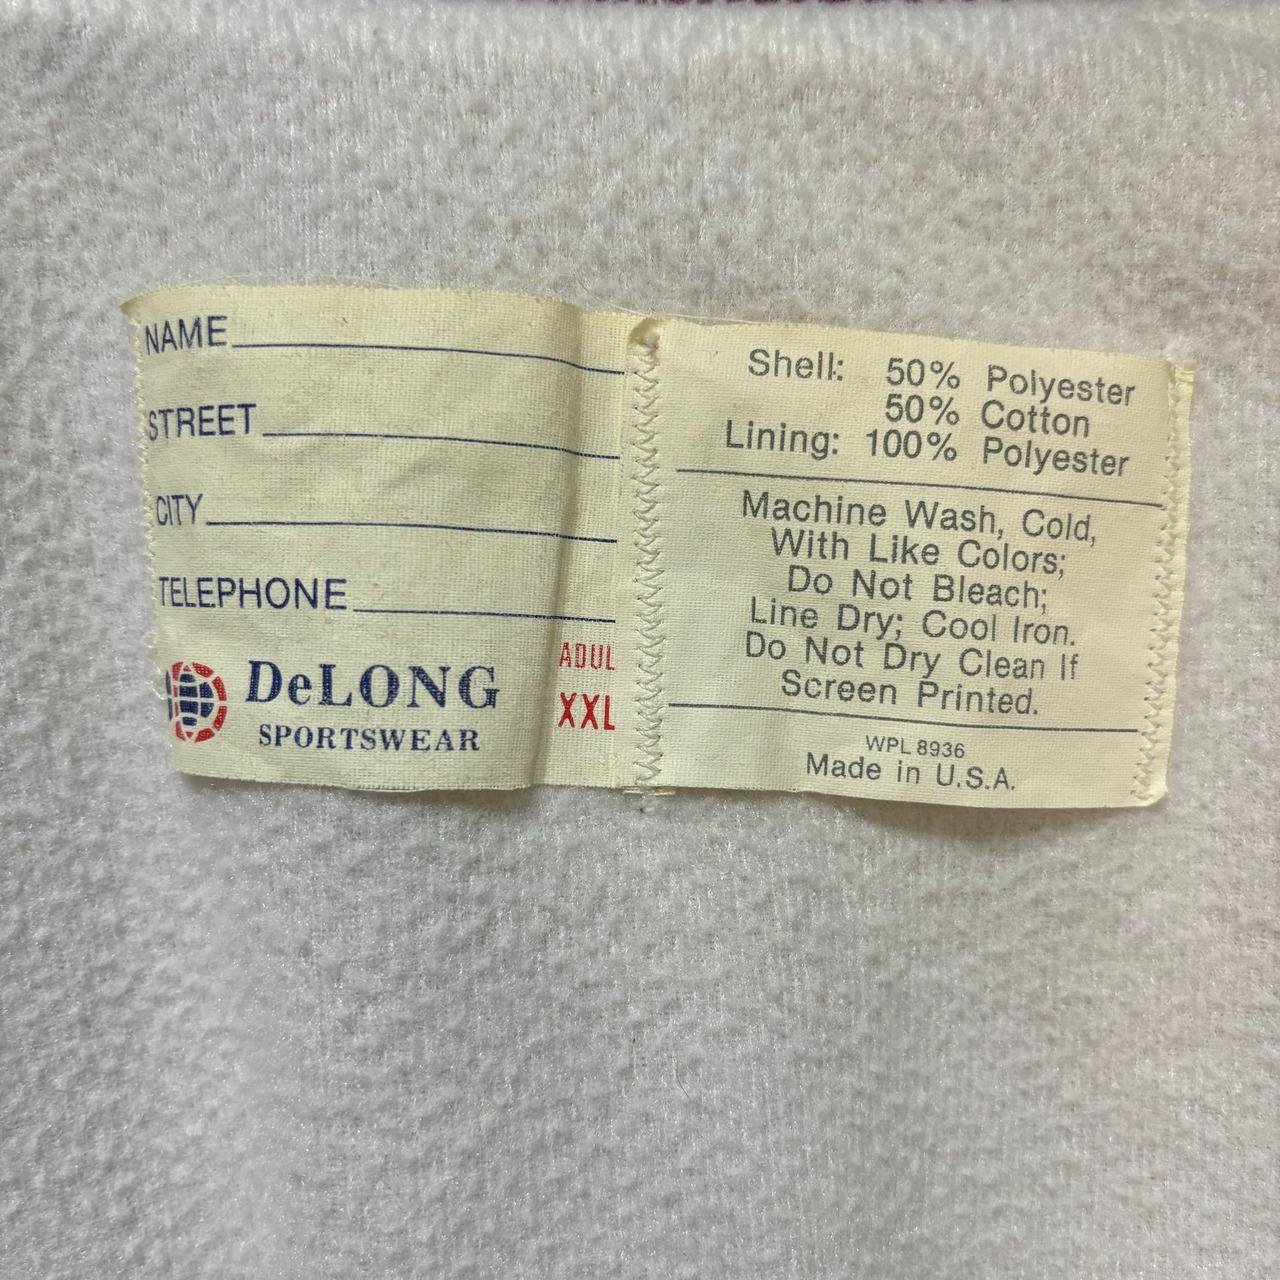 NAME
STREET
CITY
TELEPHONE
DeLONG
SPORTSWEAR
ADUL
XXL
Shell: 50% Polyester
50% Cotton
Lining: 100% Polyester
Machine Wash, Cold,
With Like Colors;
Do Not Bleach;
Line Dry; Cool Iron.
Do Not Dry Clean If
Screen Printed.
WPL 8936
Made in U.S.A.